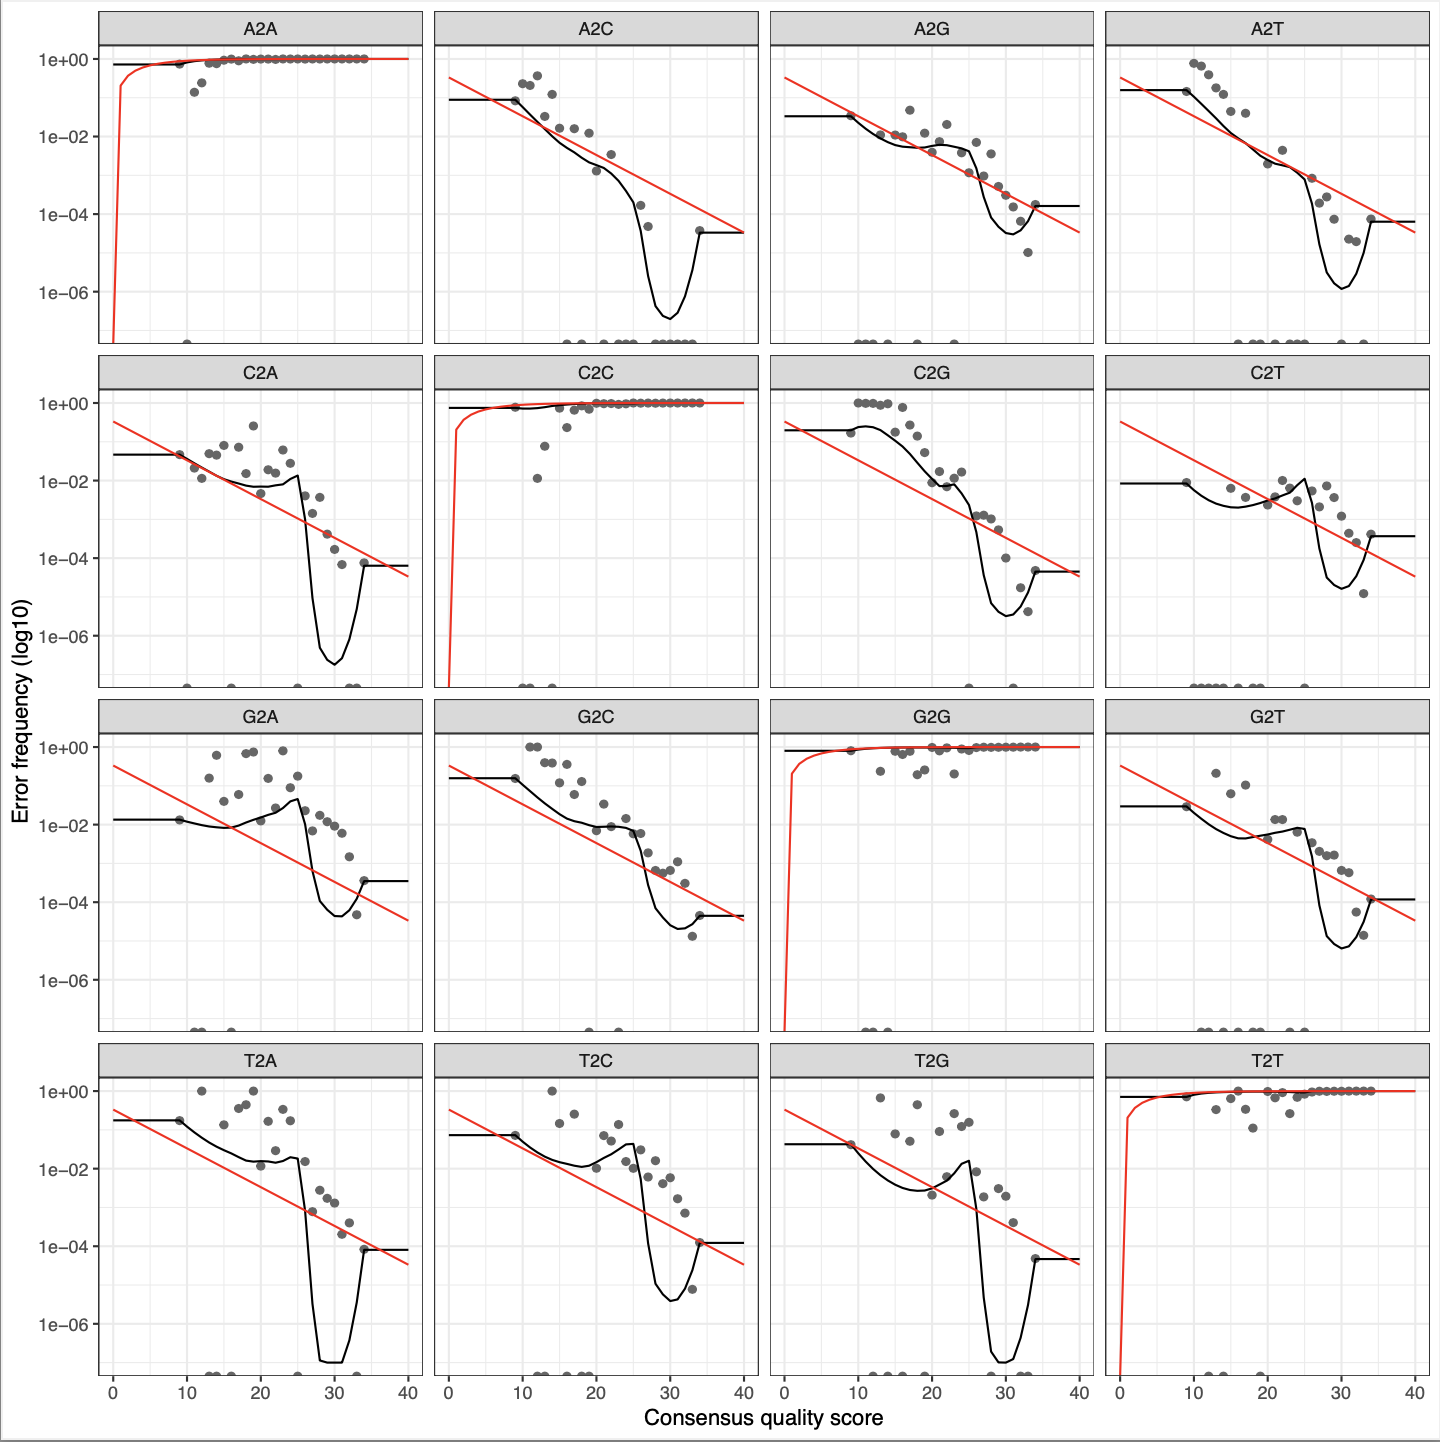 A2A A2C A2G A2T
1e+00
1e−02
1e−04
1e−06
C2A C2C C2G C2T
1e+00
1e−02
1e−04
1e−06
G2A G2C G2G G2T
1e+00
1e−02
1e−04
1e−06
T2A T2C T2G T2T
1e+00
1e−02
1e−04
1e−06
0 10 20 30 40 0 10 20 30 40 0 10 20 30 40 0 10 20 30 40
Consensus quality score
Error frequency (log10)